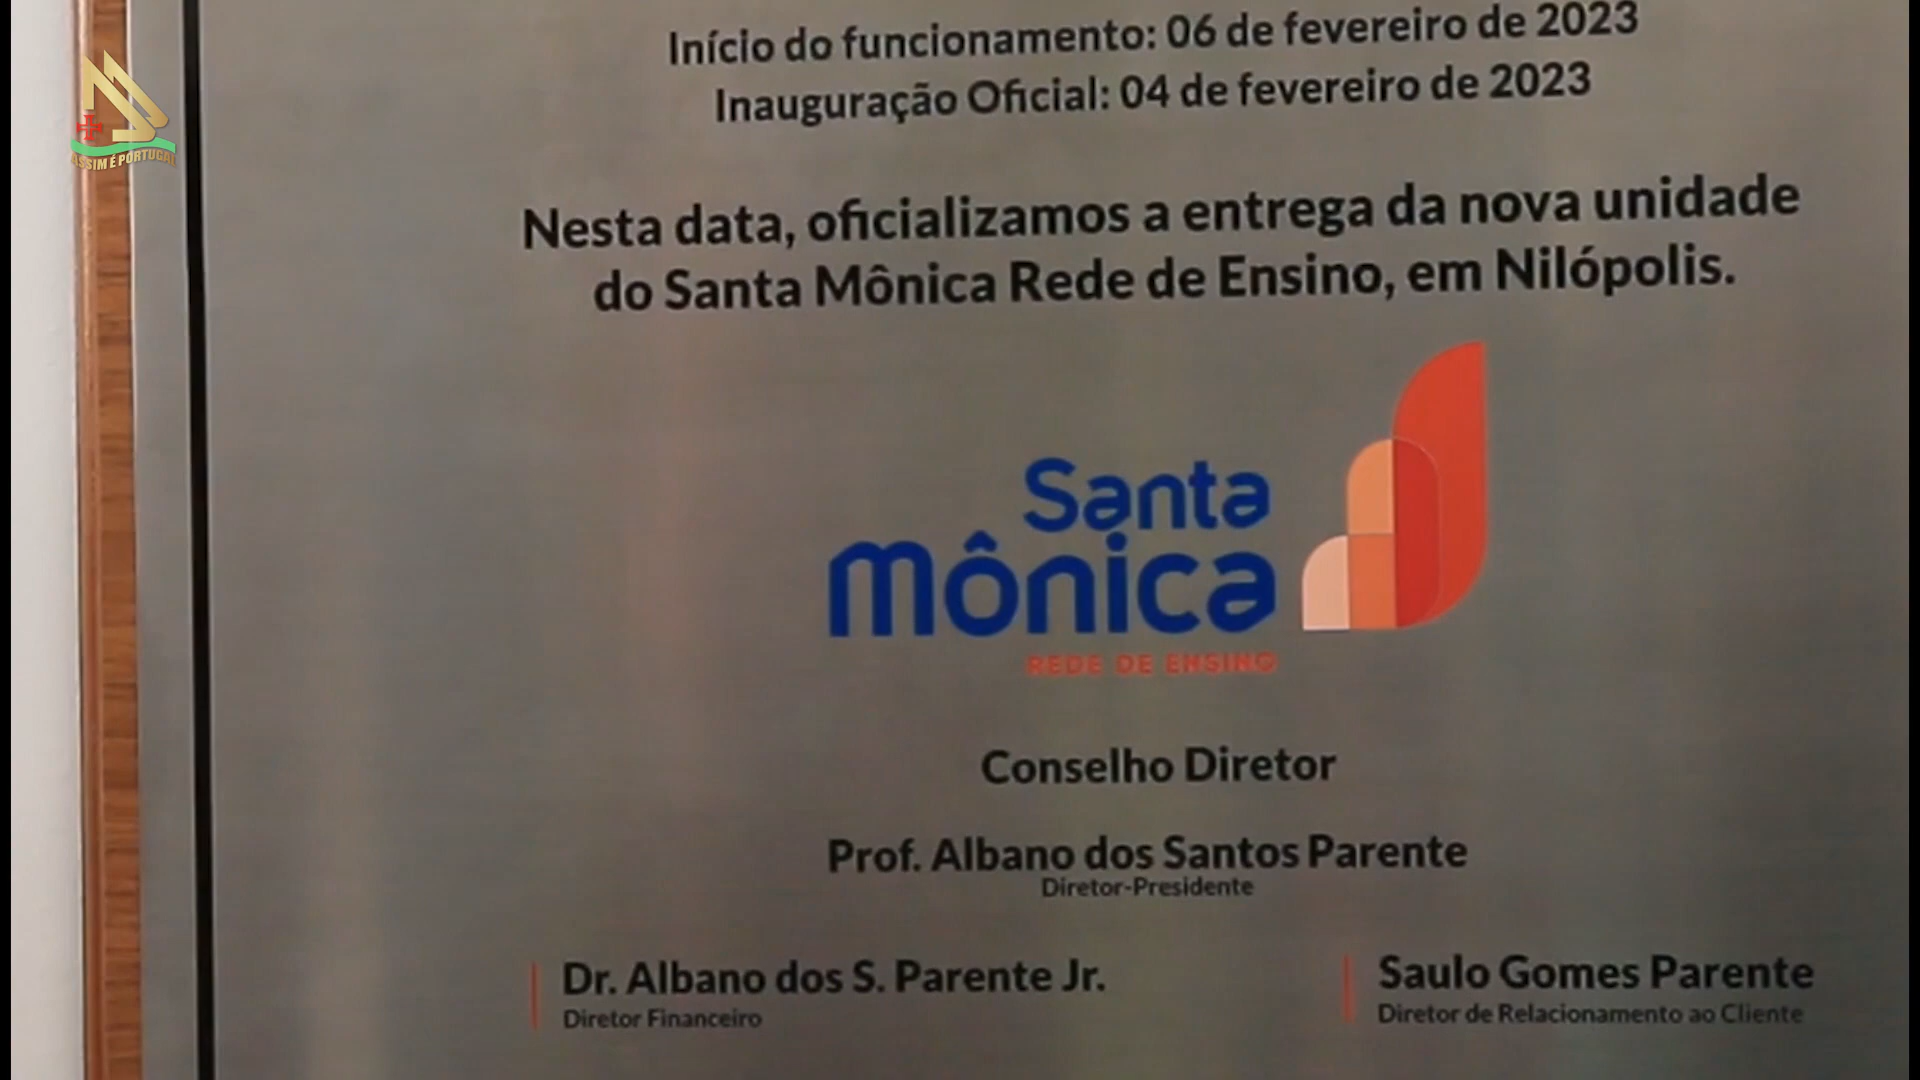 Início do funcionamento: 06 de fevereiro de 2023
Inauguração Oficial: 04 de fevereiro de 2023
ASSIM É PORTUGAL
Nesta data, oficializamos a entrega da nova unidade
do Santa Mônica Rede de Ensino, em Nilópolis.
Santa
mônica
REDE DE ENSINO
Conselho Diretor
Prof. Albano dos Santos Parente
Diretor-Presidente
Dr. Albano dos S. Parente Jr.
Diretor Financeiro
Saulo Gomes Parente
Diretor de Relacionamento ao Cliente